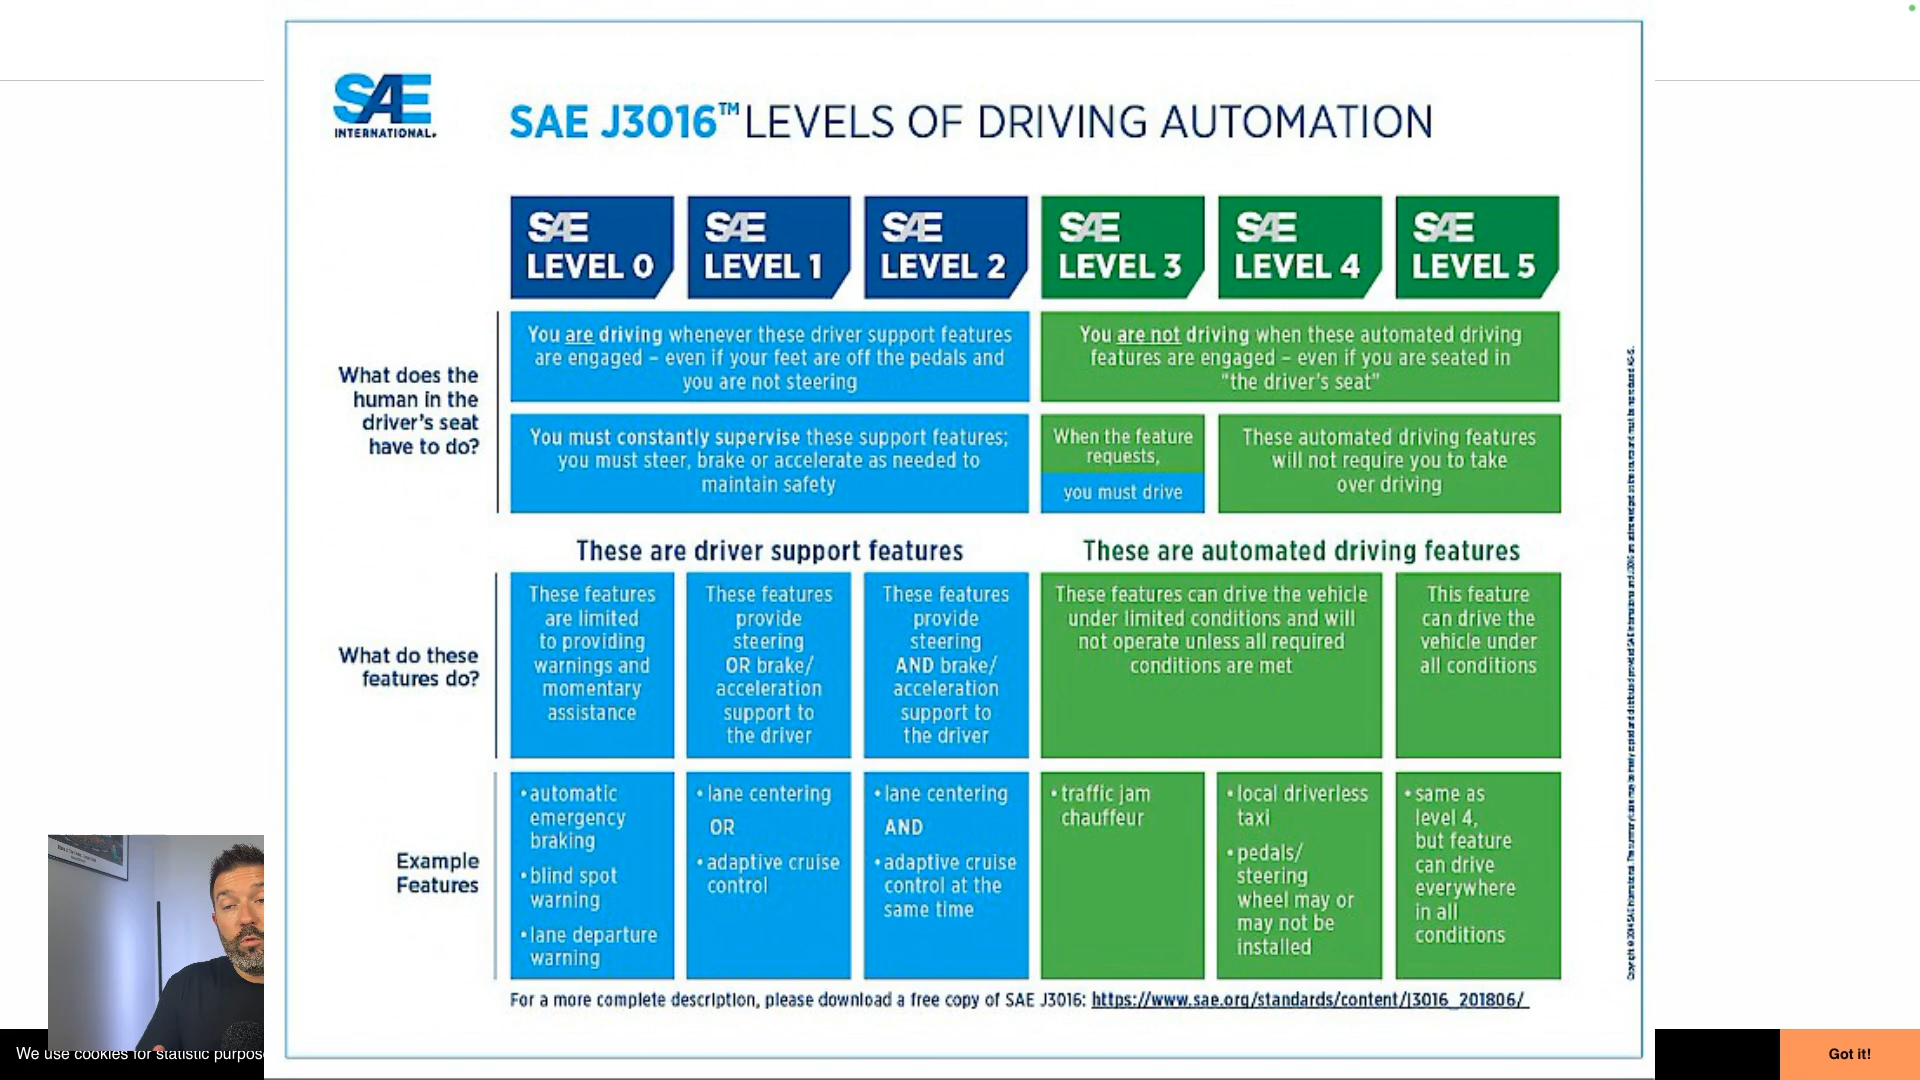 SAE
INTERNATIONAL®
SAE J3016™ LEVELS OF DRIVING AUTOMATION
SAE
LEVEL 0
SAE
LEVEL 1
SAE
LEVEL 2
SAE
LEVEL 3
SAE
LEVEL 4
SAE
LEVEL 5
What does the
human in the
driver's seat
have to do?
You are driving whenever these driver support features
are engaged – even if your feet are off the pedals and
you are not steering
You are not driving when these automated driving
features are engaged – even if you are seated in
"the driver's seat"
You must constantly supervise these support features;
you must steer, brake or accelerate as needed to
maintain safety
When the feature
requests,
you must drive
These automated driving features
will not require you to take
over driving
These are driver support features
These are automated driving features
What do these
features do?
These features
are limited
to providing
warnings and
momentary
assistance
These features
provide
steering
OR brake/
acceleration
support to
the driver
These features
provide
steering
AND brake/
acceleration
support to
the driver
These features can drive the vehicle
under limited conditions and will
not operate unless all required
conditions are met
This feature
can drive the
vehicle under
all conditions
Example
Features
•automatic
emergency
braking
•blind spot
warning
•lane departure
warning
•lane centering
OR
•adaptive cruise
control
•lane centering
AND
•adaptive cruise
control at the
same time
•traffic jam
chauffeur
•local driverless
taxi
•pedals/
steering
wheel may or
may not be
installed
•same as
level 4,
but feature
can drive
everywhere
in all
conditions
For a more complete description, please download a free copy of SAE J3016: https://www.sae.org/standards/content/j3016_201806/
We use cookies for statistic purpos
Got it!